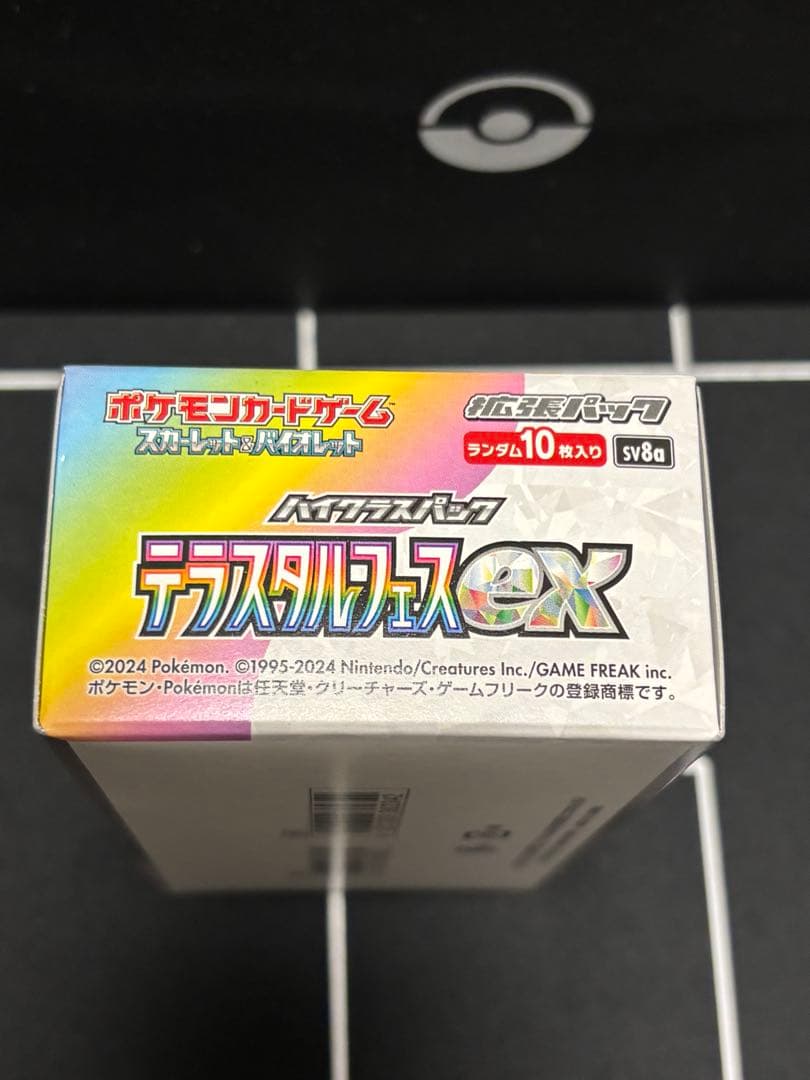 ポケモンカードゲーム™
スカーレット&バイオレット
拡張パック
ランダム10枚入り SV8a
ハイクラスパック
テラスタルフェスex
©2024 Pokémon. ©1995-2024 Nintendo/Creatures Inc./GAME FREAK inc.
ポケモン・Pokémonは任天堂・クリーチャーズ・ゲームフリークの登録商標です。